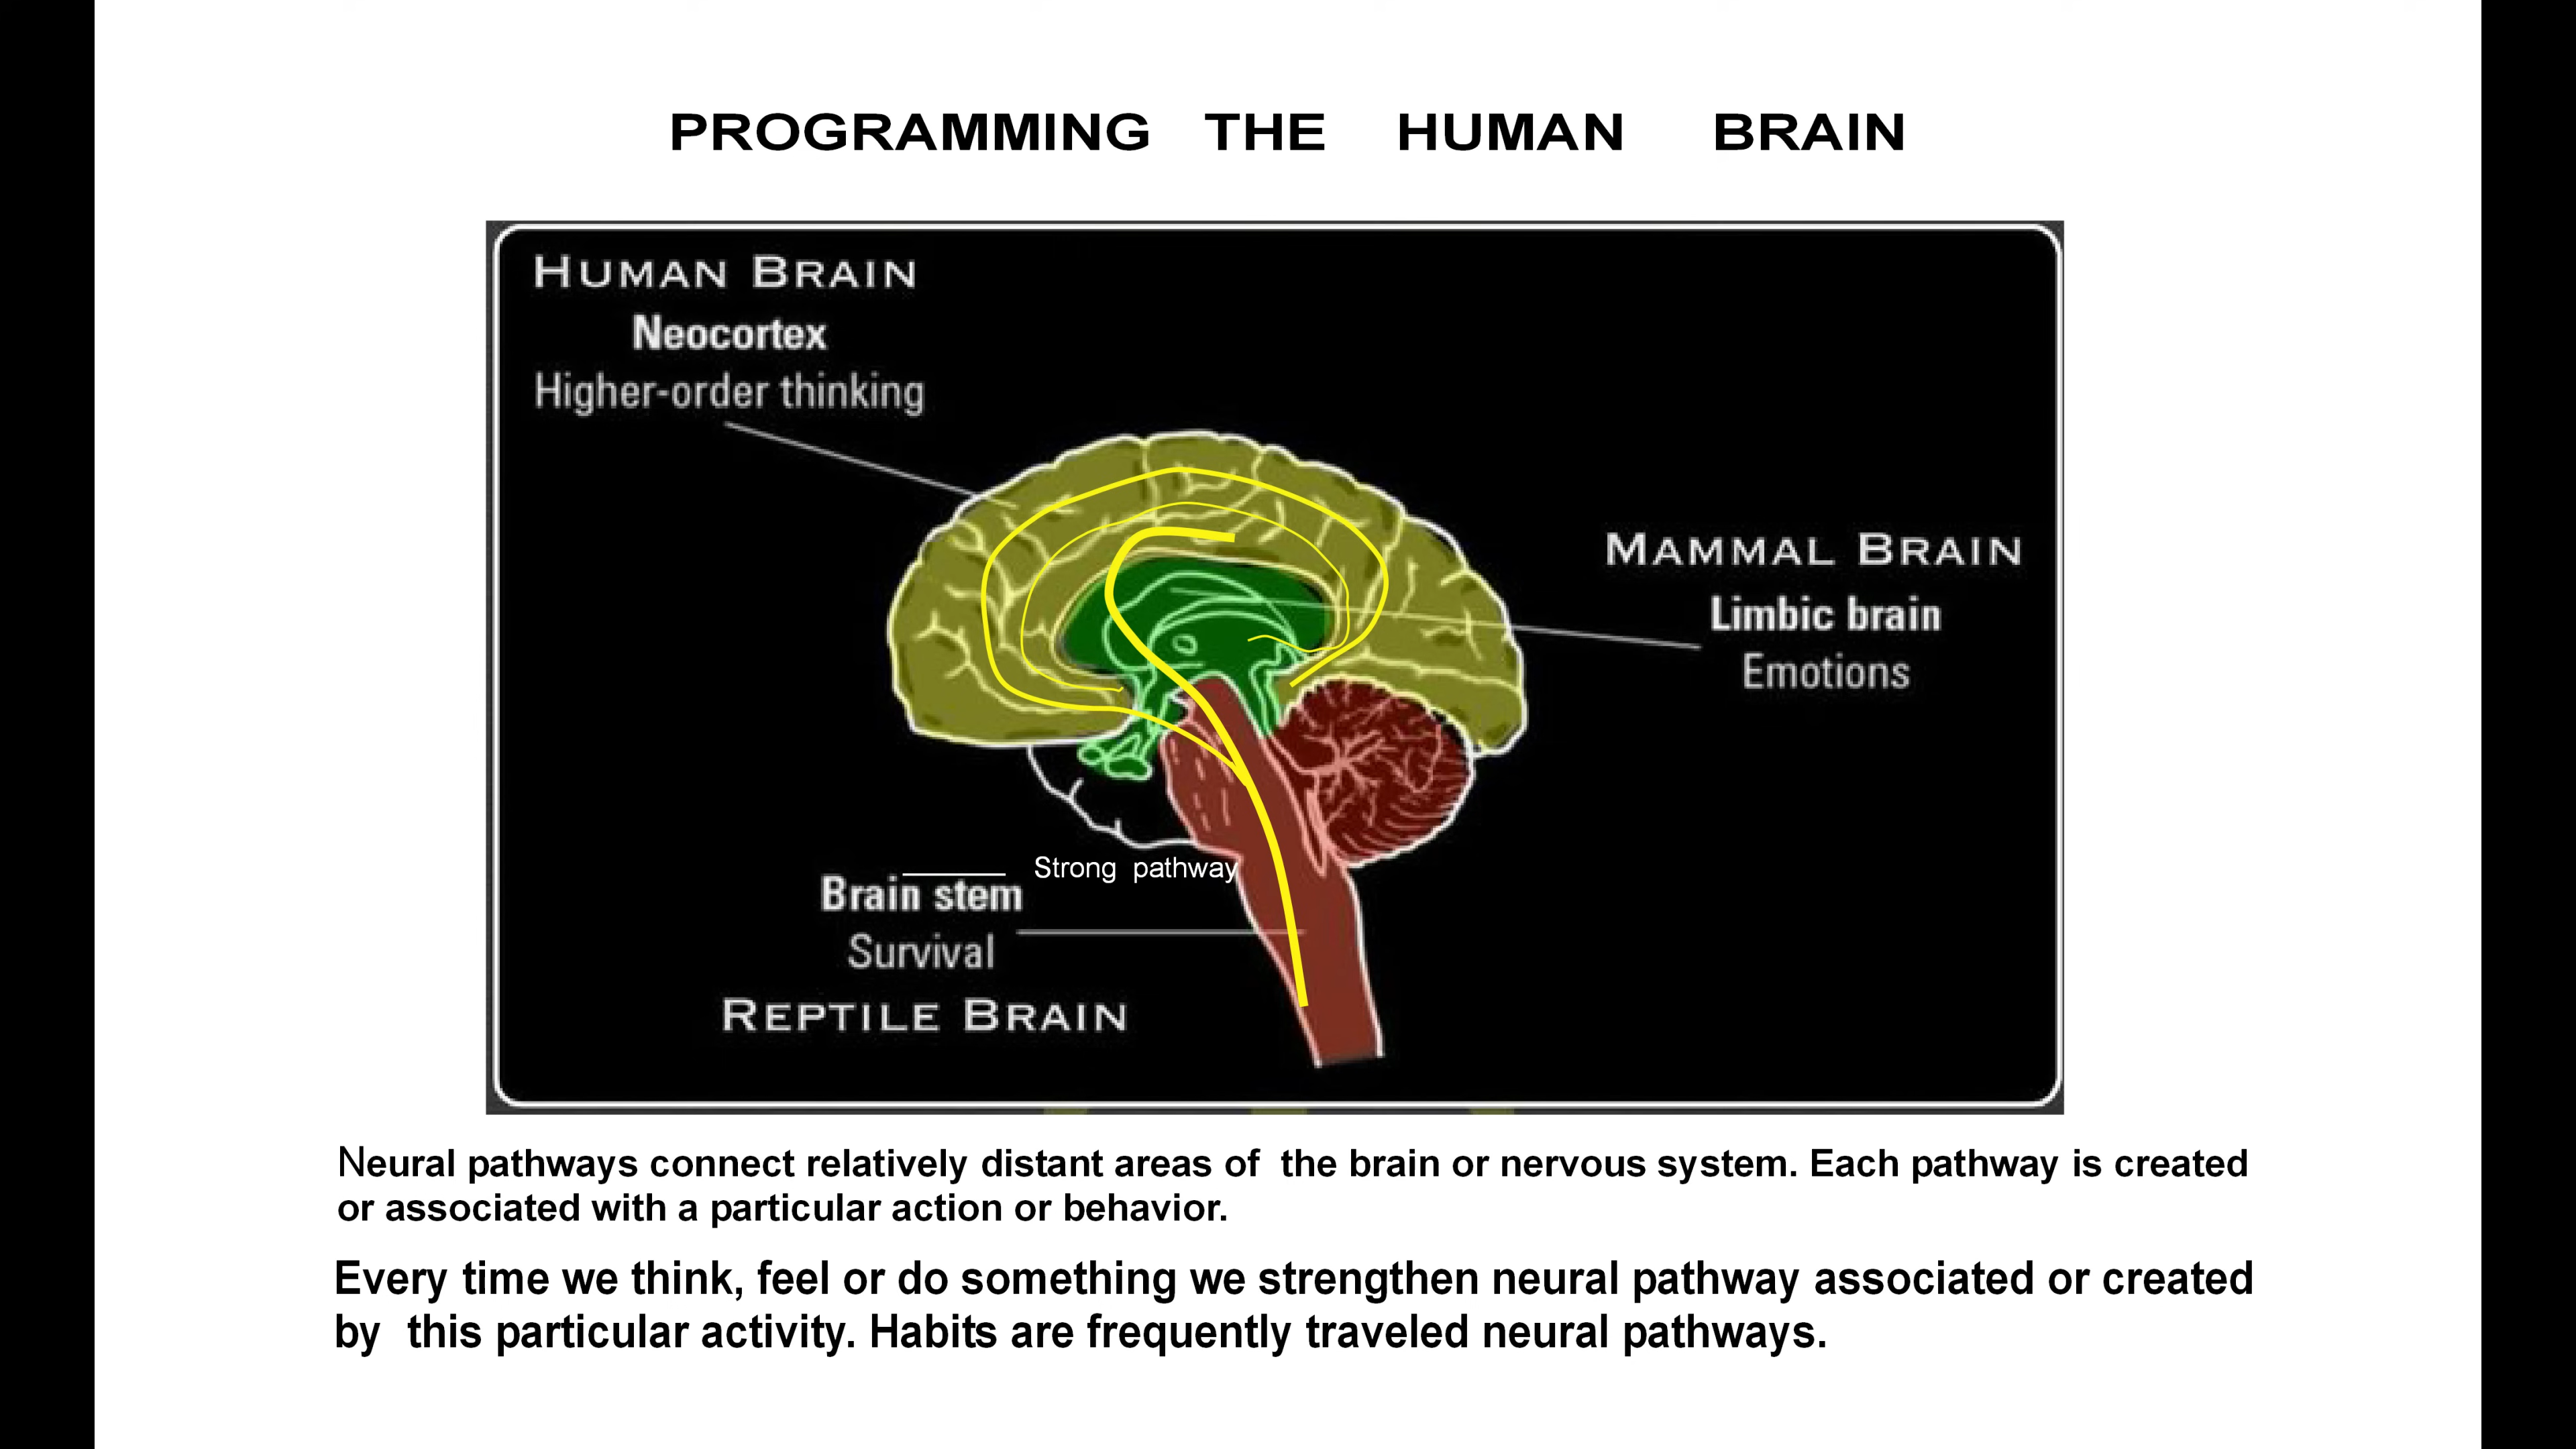 PROGRAMMING THE HUMAN BRAIN
HUMAN BRAIN
Neocortex
Higher-order thinking
MAMMAL BRAIN
Limbic brain
Emotions
Strong pathway
Brain stem
Survival
REPTILE BRAIN
Neural pathways connect relatively distant areas of the brain or nervous system. Each pathway is created
or associated with a particular action or behavior.
Every time we think, feel or do something we strengthen neural pathway associated or created
by this particular activity. Habits are frequently traveled neural pathways.